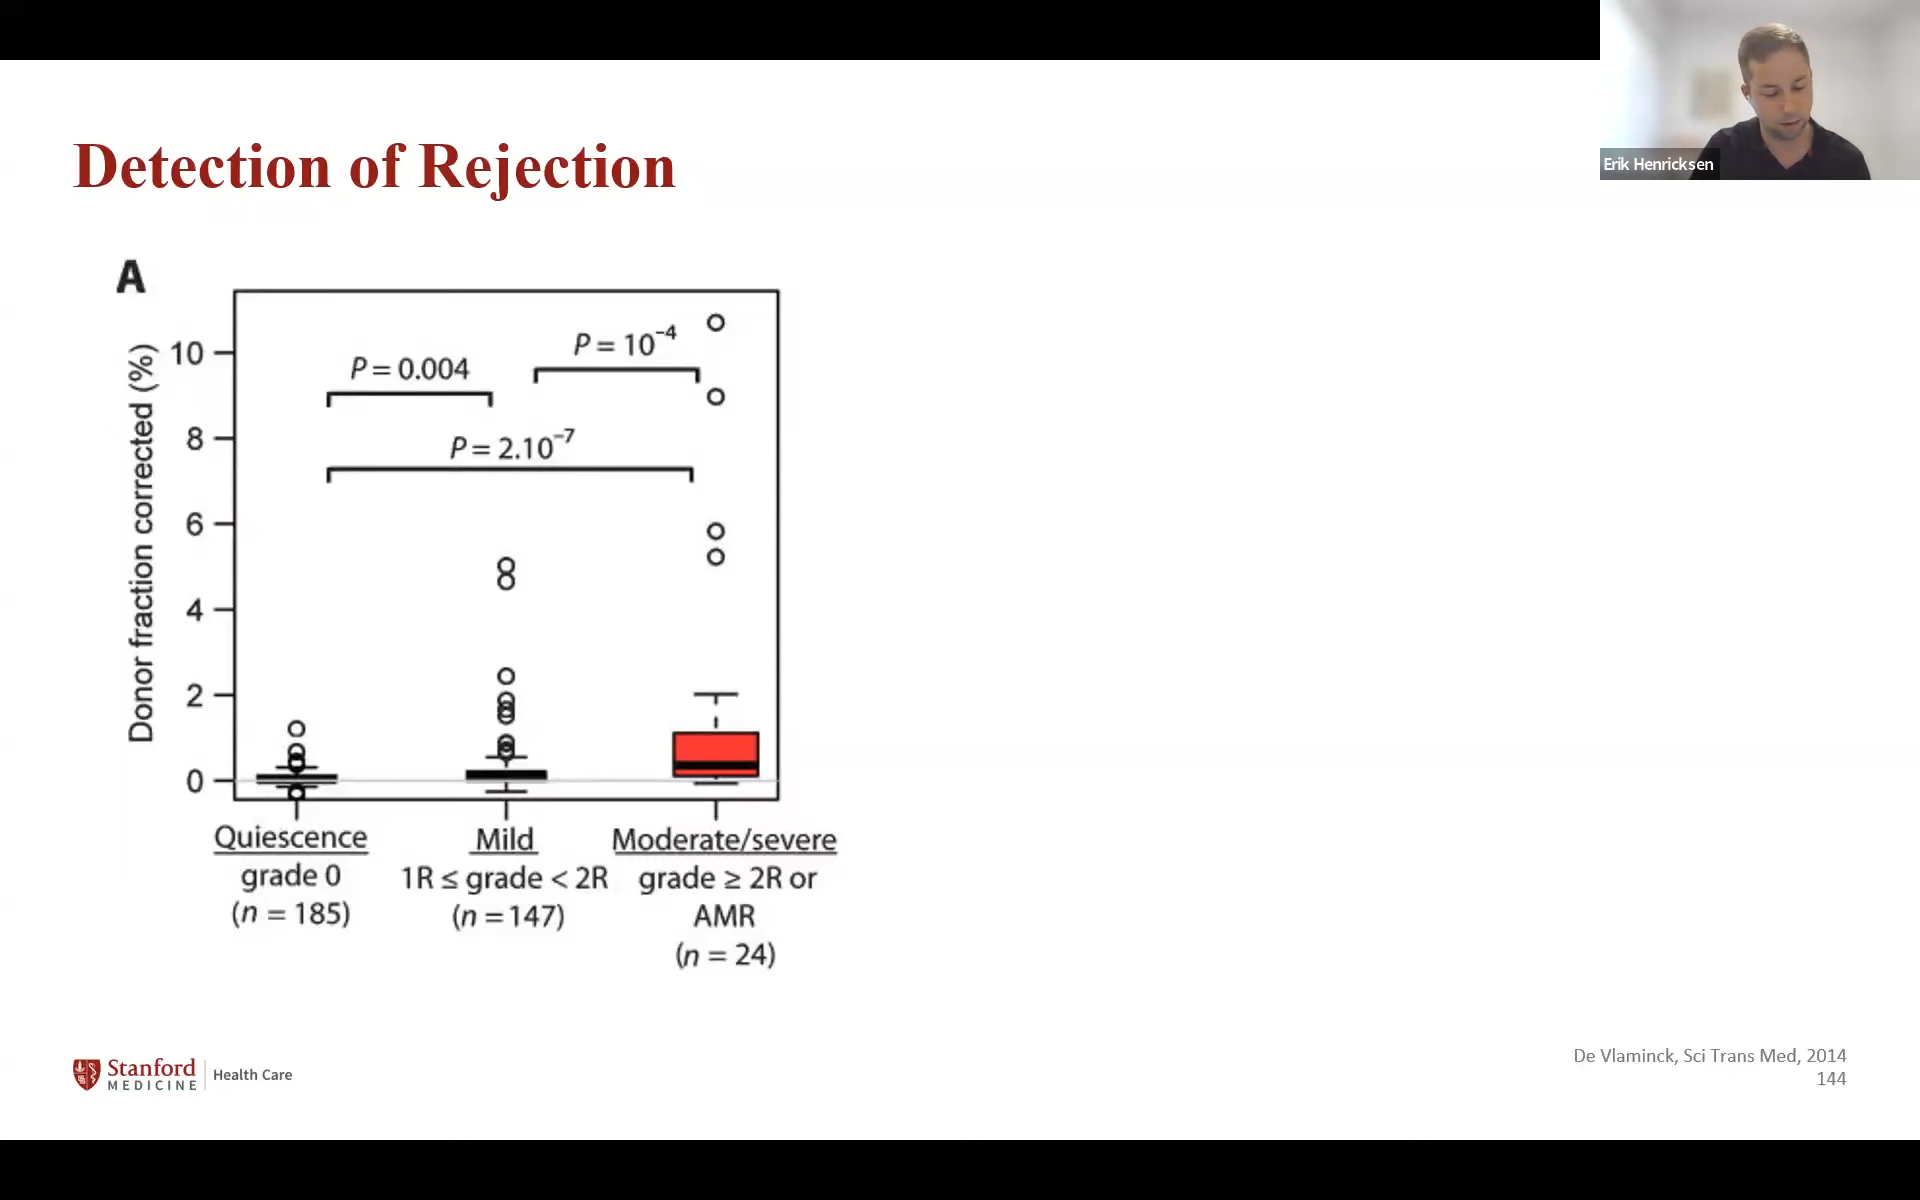 Erik Henricksen
Detection of Rejection
A
Donor fraction corrected (%)
10
8
6
4
2
0
P = 0.004
P = 10⁻⁴
P = 2.10⁻⁷
Quiescence
grade 0
(n = 185)
Mild
1R ≤ grade < 2R
(n = 147)
Moderate/severe
grade ≥ 2R or
AMR
(n = 24)
Stanford
MEDICINE
Health Care
De Vlaminck, Sci Trans Med, 2014
144